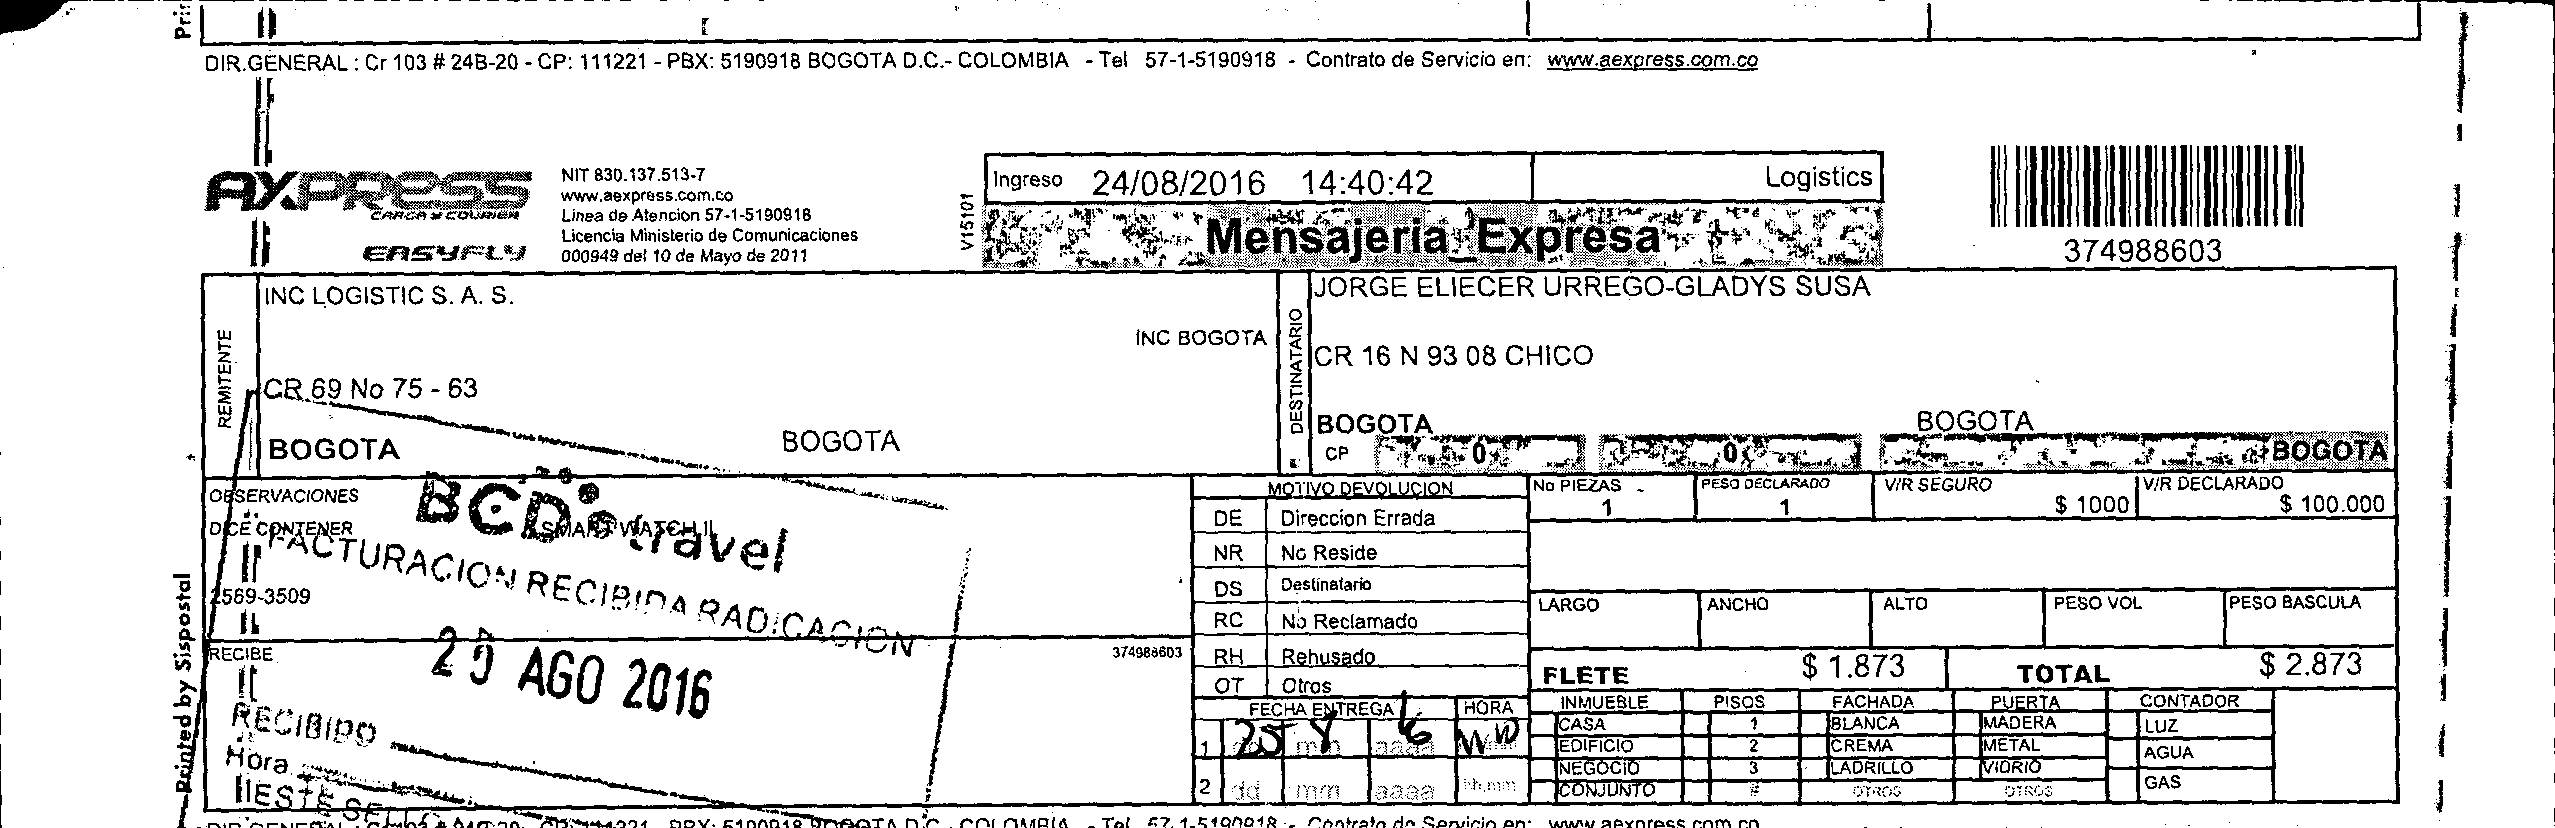 DIR.GENERAL : Cr 103 # 24B-20 - CP: 111221 - PBX: 5190918 BOGOTA D.C.- COLOMBIA - Tel 57-1-5190918 - Contrato de Servicio en: www.aexpress.com.co
AXPRESS
CARGA Y COURIER
EASYFLY
NIT 830.137.513-7
www.aexpress.com.co
Linea de Atencion 57-1-5190918
Licencia Ministerio de Comunicaciones
000949 del 10 de Mayo de 2011
V15101
Ingreso 24/08/2016 14:40:42 Logistics
Mensajeria Expresa
374988603
REMITENTE
INC LOGISTIC S. A. S.
INC BOGOTA
CR 69 No 75 - 63
BOGOTA BOGOTA
DESTINATARIO
JORGE ELIECER URREGO-GLADYS SUSA
CR 16 N 93 08 CHICO
BOGOTA BOGOTA
CP 0 0 BOGOTA
OBSERVACIONES
DICE CONTENER SMART WATCH II
2569-3509
BCD travel
FACTURACION RECIBIDA RADICACION
AGO 2016
RECIBIDO
Hora
ESTE SELLO
RECIBE 374988603
MOTIVO DEVOLUCION
DE Direccion Errada
NR No Reside
DS Destinatario
RC No Reclamado
RH Rehusado
OT Otros
FECHA ENTREGA HORA
1 25 mm aaaa
2 dd mm aaaa hh:mm
No PIEZAS PESO DECLARADO V/R SEGURO V/R DECLARADO
1 1 $ 1000 $ 100.000
LARGO ANCHO ALTO PESO VOL PESO BASCULA
FLETE $ 1.873 TOTAL $ 2.873
INMUEBLE PISOS FACHADA PUERTA CONTADOR
CASA 1 BLANCA MADERA LUZ
EDIFICIO 2 CREMA METAL AGUA
NEGOCIO 3 LADRILLO VIDRIO GAS
CONJUNTO # OTROS OTROS
Printed by Sispostal
DIR.GENERAL : Cr 103 # 24B-20 - CP: 111221 - PBX: 5190918 BOGOTA D.C.- COLOMBIA - Tel 57-1-5190918 - Contrato de Servicio en: www.aexpress.com.co